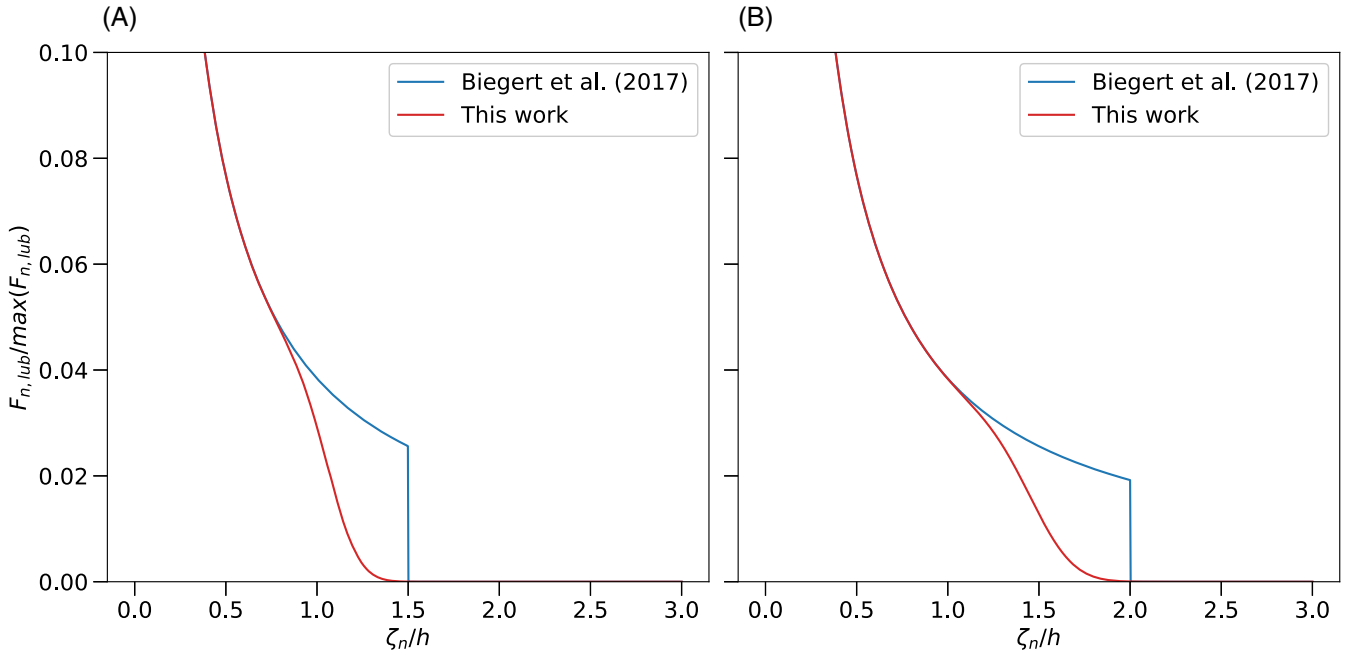 (A)
(B)
Biegert et al. (2017)
This work
Biegert et al. (2017)
This work
0.10
0.08
0.06
0.04
0.02
0.00
F_{n, lub}/max(F_{n, lub})
0.0 0.5 1.0 1.5 2.0 2.5 3.0
0.0 0.5 1.0 1.5 2.0 2.5 3.0
ζ_n/h
ζ_n/h